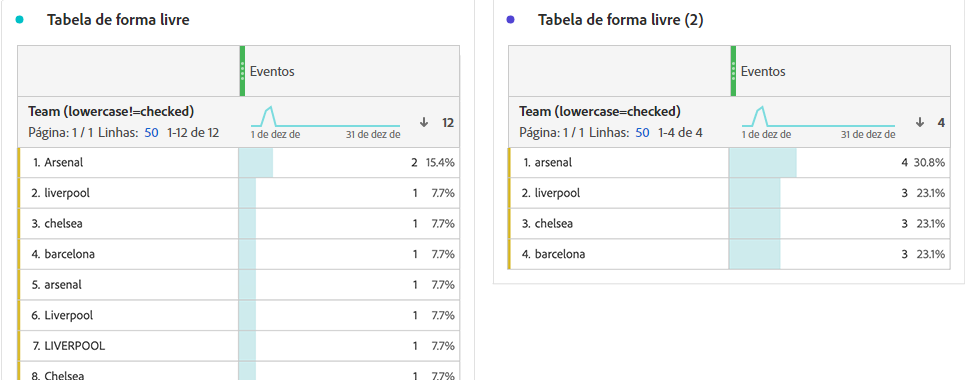 Tabela de forma livre
Eventos
Team (lowercase!=checked)
Página: 1 / 1 Linhas: 50 1-12 de 12
1 de dez de 31 de dez de
12
1. Arsenal 2 15.4%
2. liverpool 1 7.7%
3. chelsea 1 7.7%
4. barcelona 1 7.7%
5. arsenal 1 7.7%
6. Liverpool 1 7.7%
7. LIVERPOOL 1 7.7%
8. Chelsea 1 7.7%
Tabela de forma livre (2)
Eventos
Team (lowercase=checked)
Página: 1 / 1 Linhas: 50 1-4 de 4
1 de dez de 31 de dez de
4
1. arsenal 4 30.8%
2. liverpool 3 23.1%
3. chelsea 3 23.1%
4. barcelona 3 23.1%